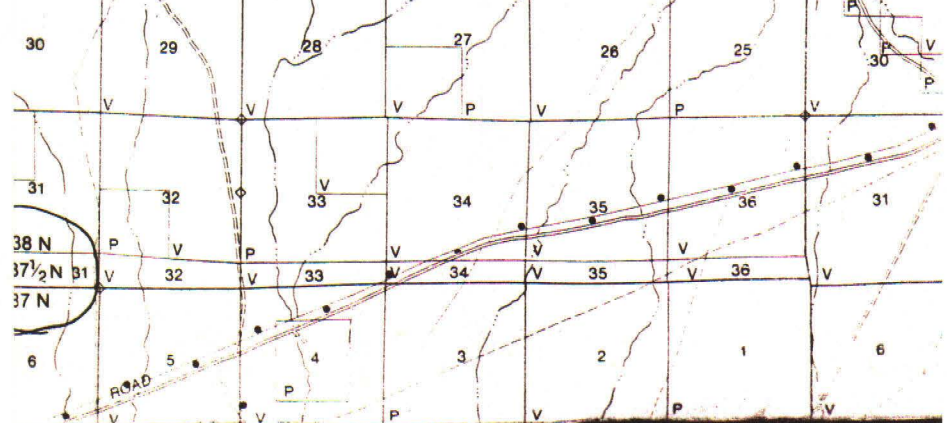 P
30 29 28 27 26 25 P V
30
P
V V V P V P V
31 32 33 34 35 36 31
V
38 N P V P V V V
37½ N 31 32 33 34 35 36
37 N V V V V V V
6 5 4 3 2 1 6
ROAD
P
V V P V P V